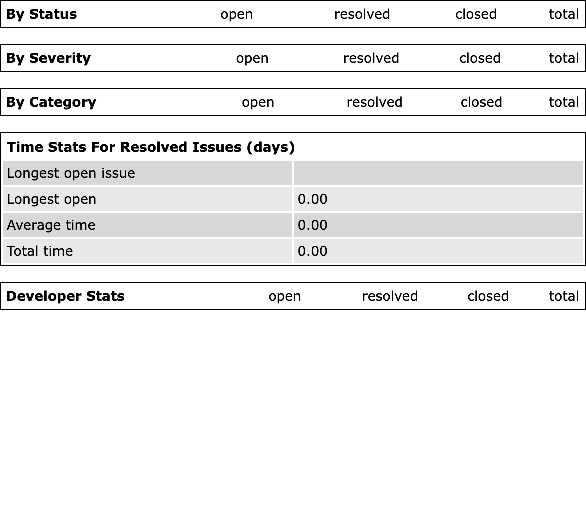 By Status open resolved closed total
By Severity open resolved closed total
By Category open resolved closed total
Time Stats For Resolved Issues (days)
Longest open issue
Longest open 0.00
Average time 0.00
Total time 0.00
Developer Stats open resolved closed total